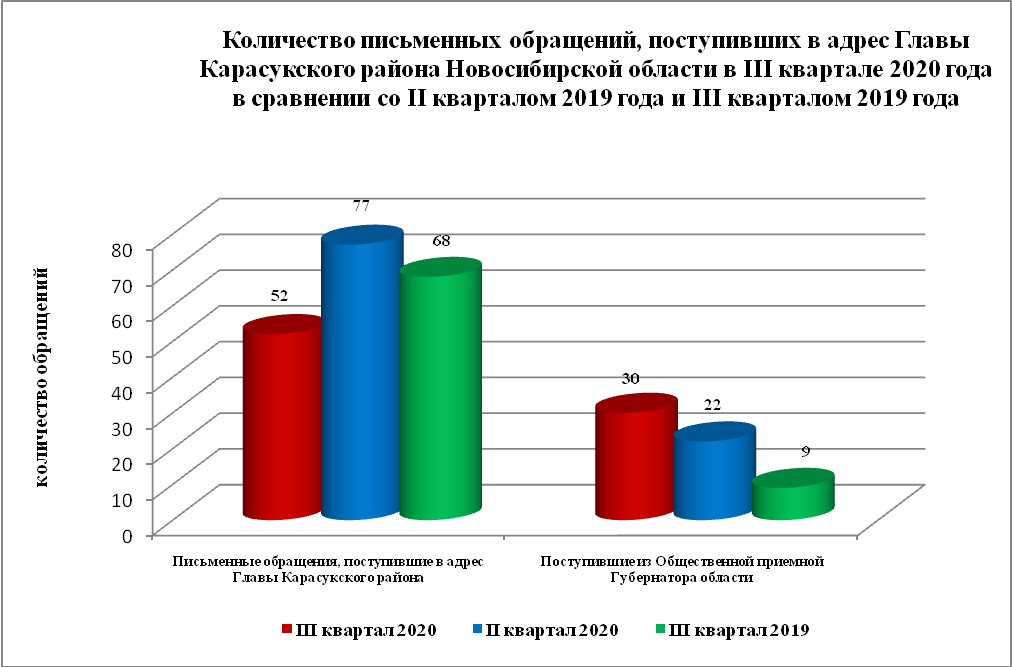 Количество письменных обращений, поступивших в адрес Главы
Карасукского района Новосибирской области в III квартале 2020 года
в сравнении со II кварталом 2019 года и III кварталом 2019 года
количество обращений
80
70
60
50
40
30
20
10
0
52
77
68
30
22
9
Письменные обращения, поступившие в адрес
Главы Карасукского района
Поступившие из Общественной приемной
Губернатора области
III квартал 2020
II квартал 2020
III квартал 2019